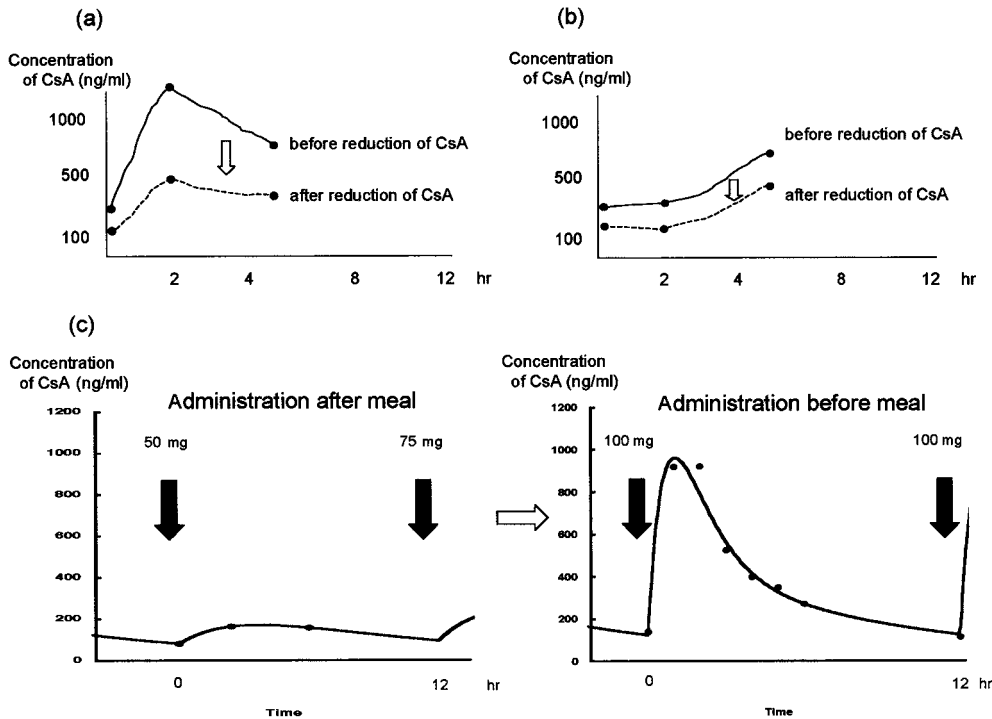 (a)
Concentration
of CsA (ng/ml)
1000
500
100
before reduction of CsA
after reduction of CsA
2 4 8 12 hr
(b)
Concentration
of CsA (ng/ml)
1000
500
100
before reduction of CsA
after reduction of CsA
2 4 8 12 hr
(c)
Concentration
of CsA (ng/ml)
Administration after meal
1200
1000
800
600
400
200
0
50 mg
75 mg
0 12 hr
Time
Concentration
of CsA (ng/ml)
Administration before meal
1200
1000
800
600
400
200
0
100 mg
100 mg
0 12 hr
Time